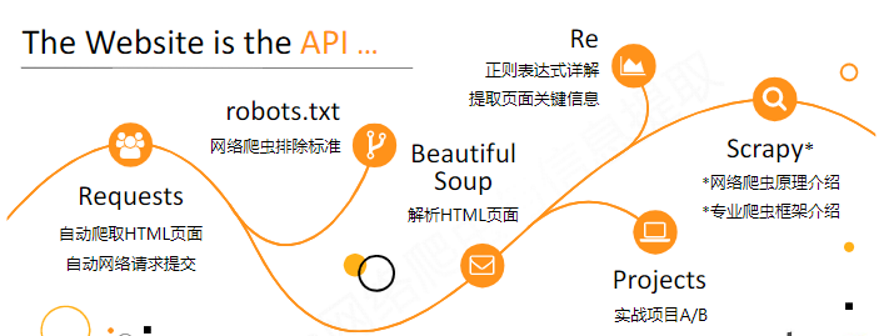 The Website is the API ...
Requests
自动爬取HTML页面
自动网络请求提交
robots.txt
网络爬虫排除标准
Beautiful
Soup
解析HTML页面
Re
正则表达式详解
提取页面关键信息
Projects
实战项目A/B
Scrapy*
*网络爬虫原理介绍
*专业爬虫框架介绍